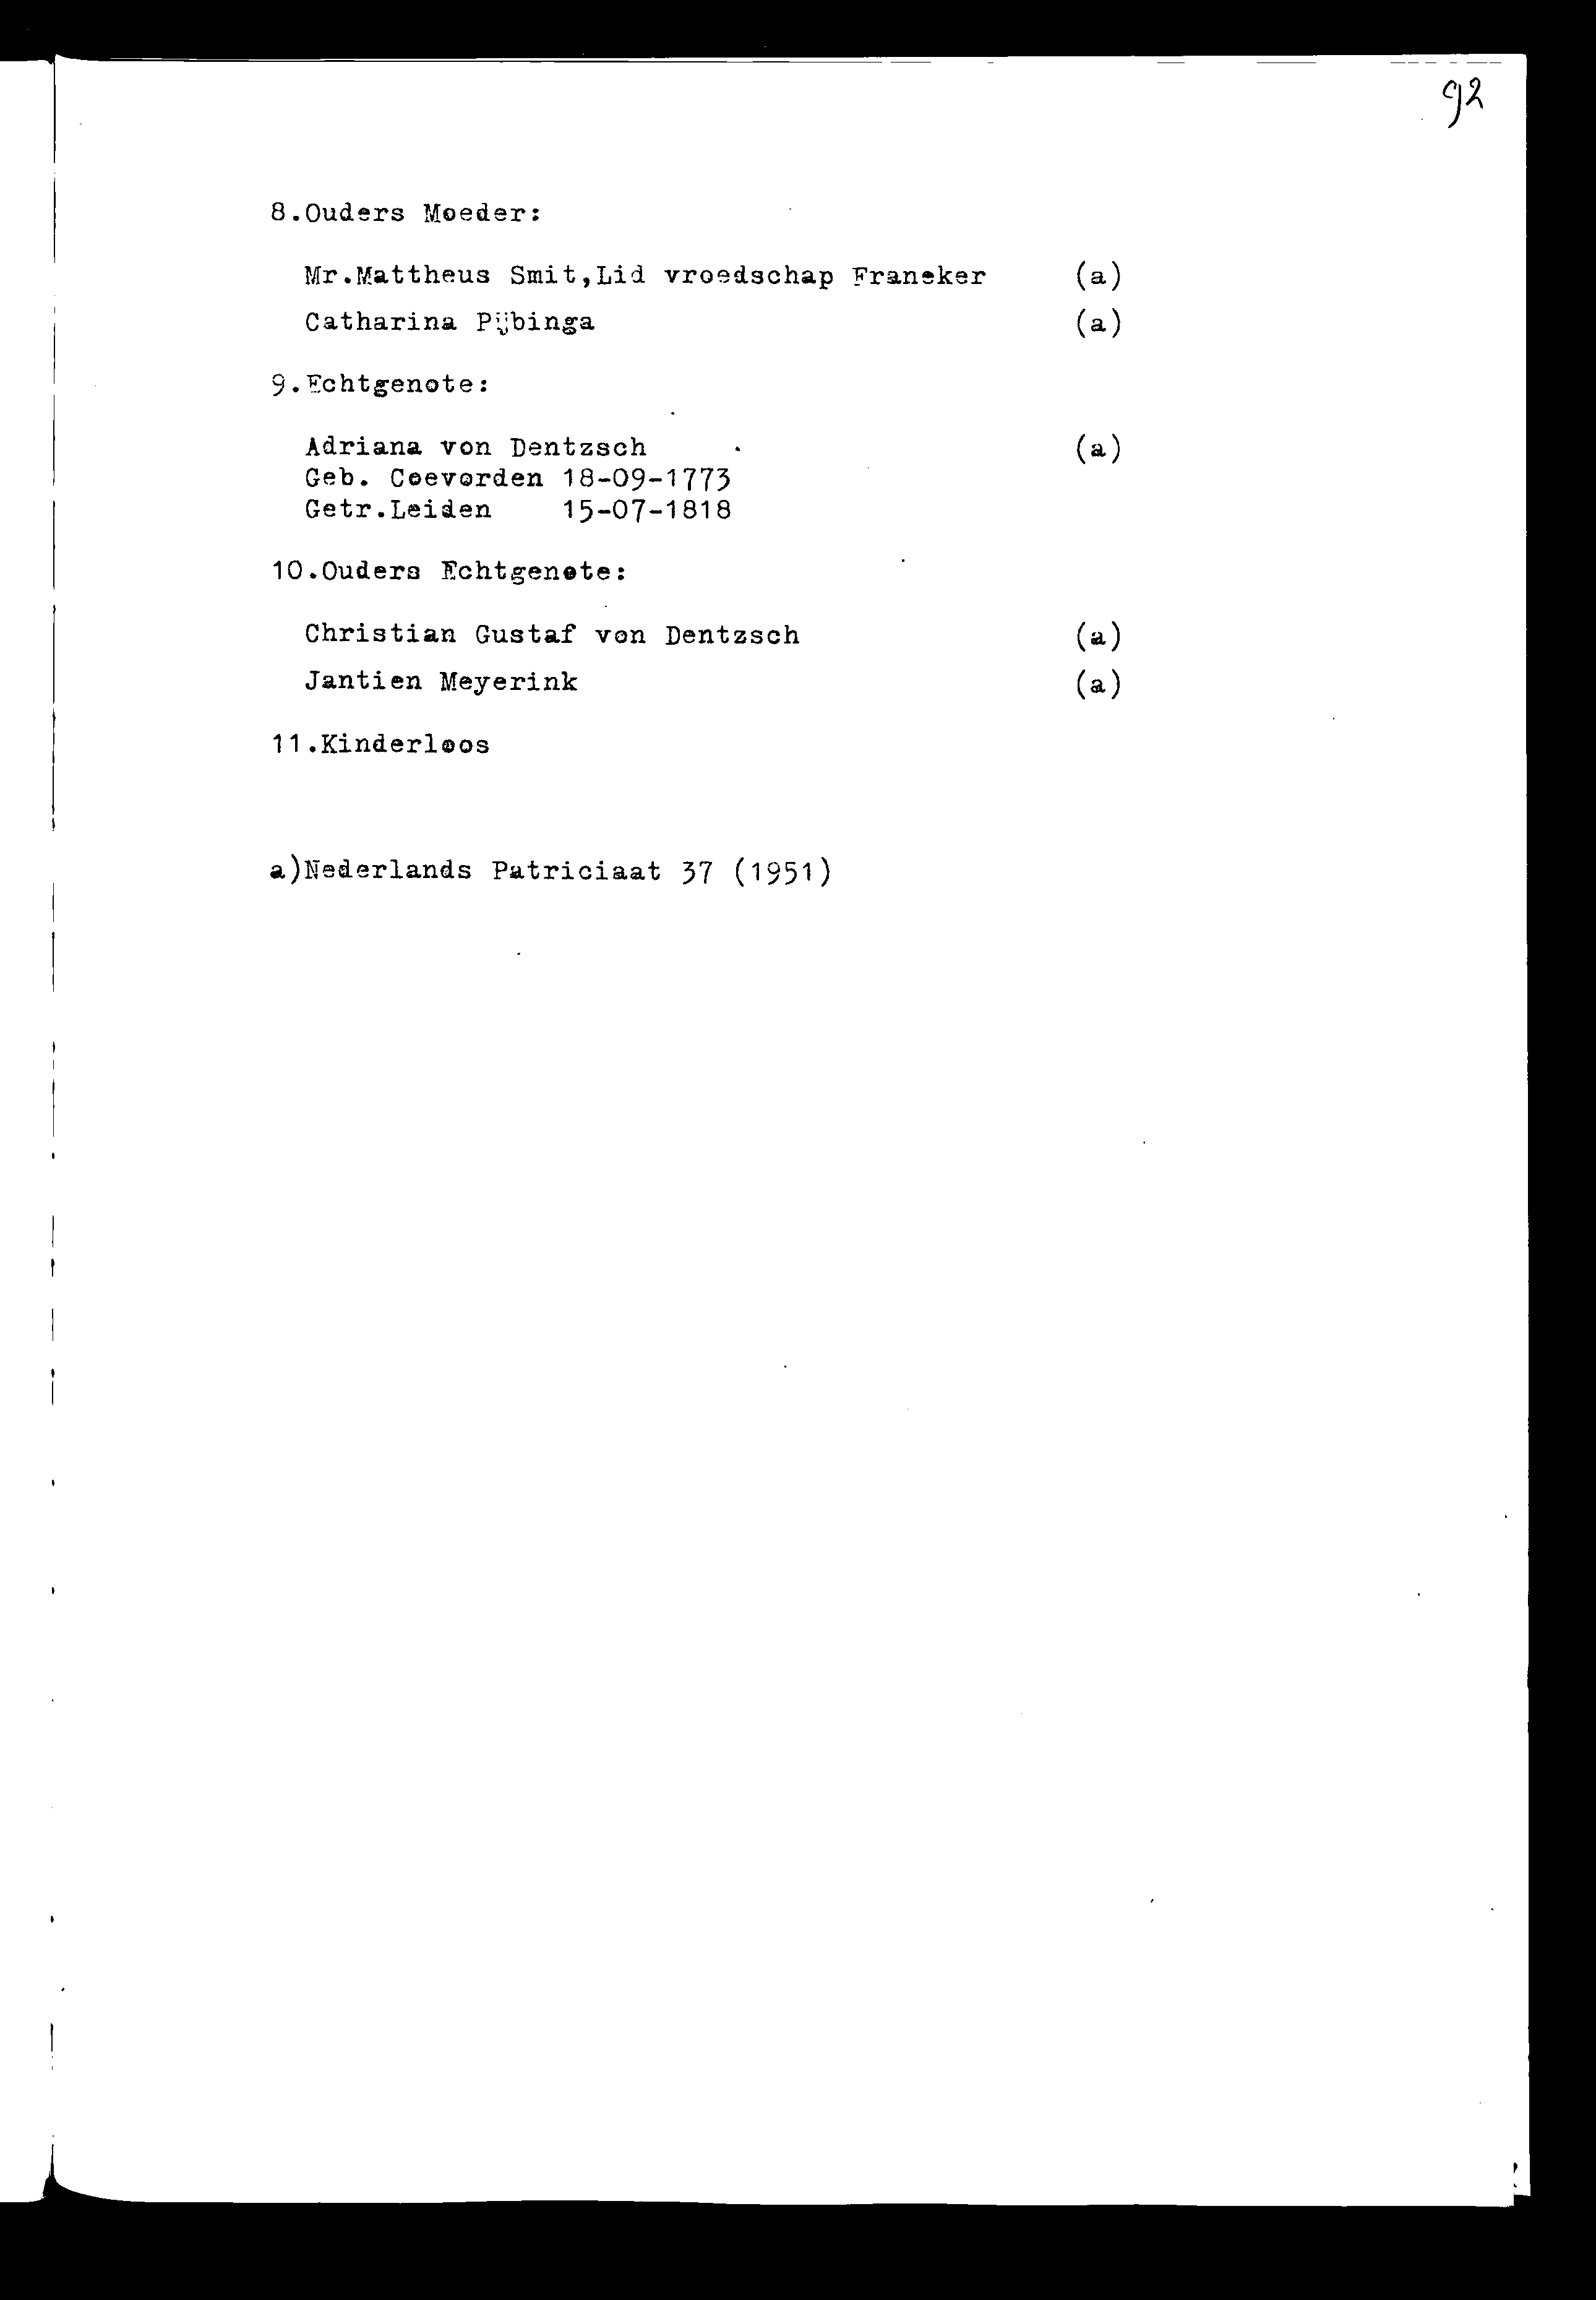 92
8.Ouders Moeder:
Mr.Mattheus Smit,Lid vroedschap Franeker (a)
Catharina Pijbinga (a)
9.Echtgenote:
Adriana von Dentzsch (a)
Geb. Coevorden 18-09-1773
Getr.Leiden 15-07-1818
10.Ouders Echtgenote:
Christian Gustaf von Dentzsch (a)
Jantien Meyerink (a)
11.Kinderloos
a)Nederlands Patriciaat 37 (1951)